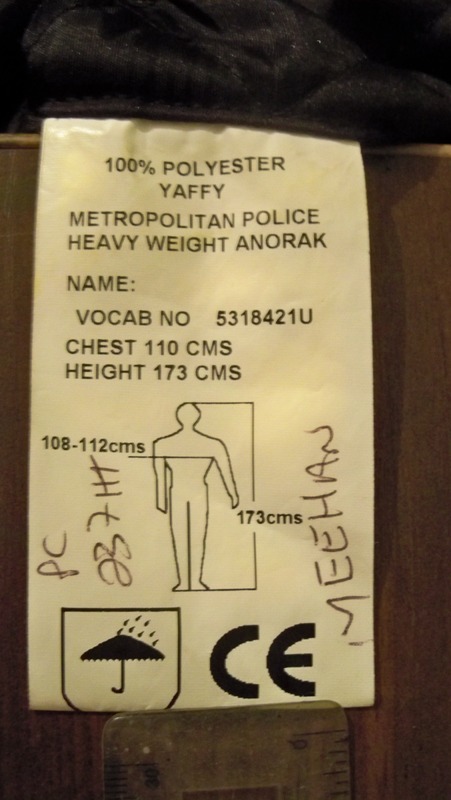 100% POLYESTER
YAFFY
METROPOLITAN POLICE
HEAVY WEIGHT ANORAK
NAME:
VOCAB NO 5318421U
CHEST 110 CMS
HEIGHT 173 CMS
108-112cms
173cms
PC
237HT
MEEHAN
CE